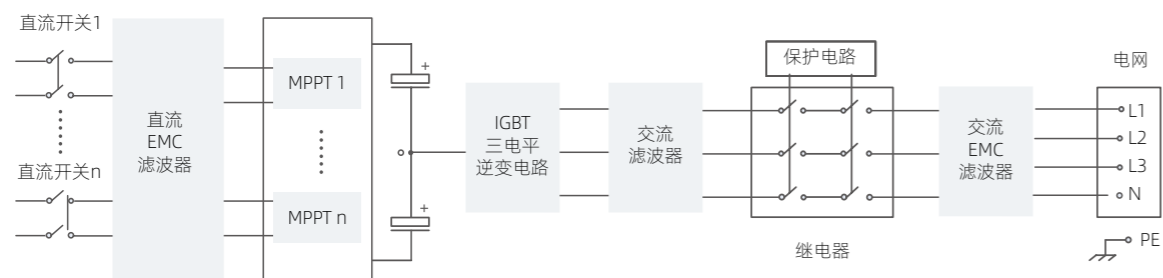 直流开关1
直流
EMC
滤波器
直流开关n
MPPT 1
MPPT n
+
+
IGBT
三电平
逆变电路
交流
滤波器
保护电路
继电器
交流
EMC
滤波器
电网
L1
L2
L3
N
PE